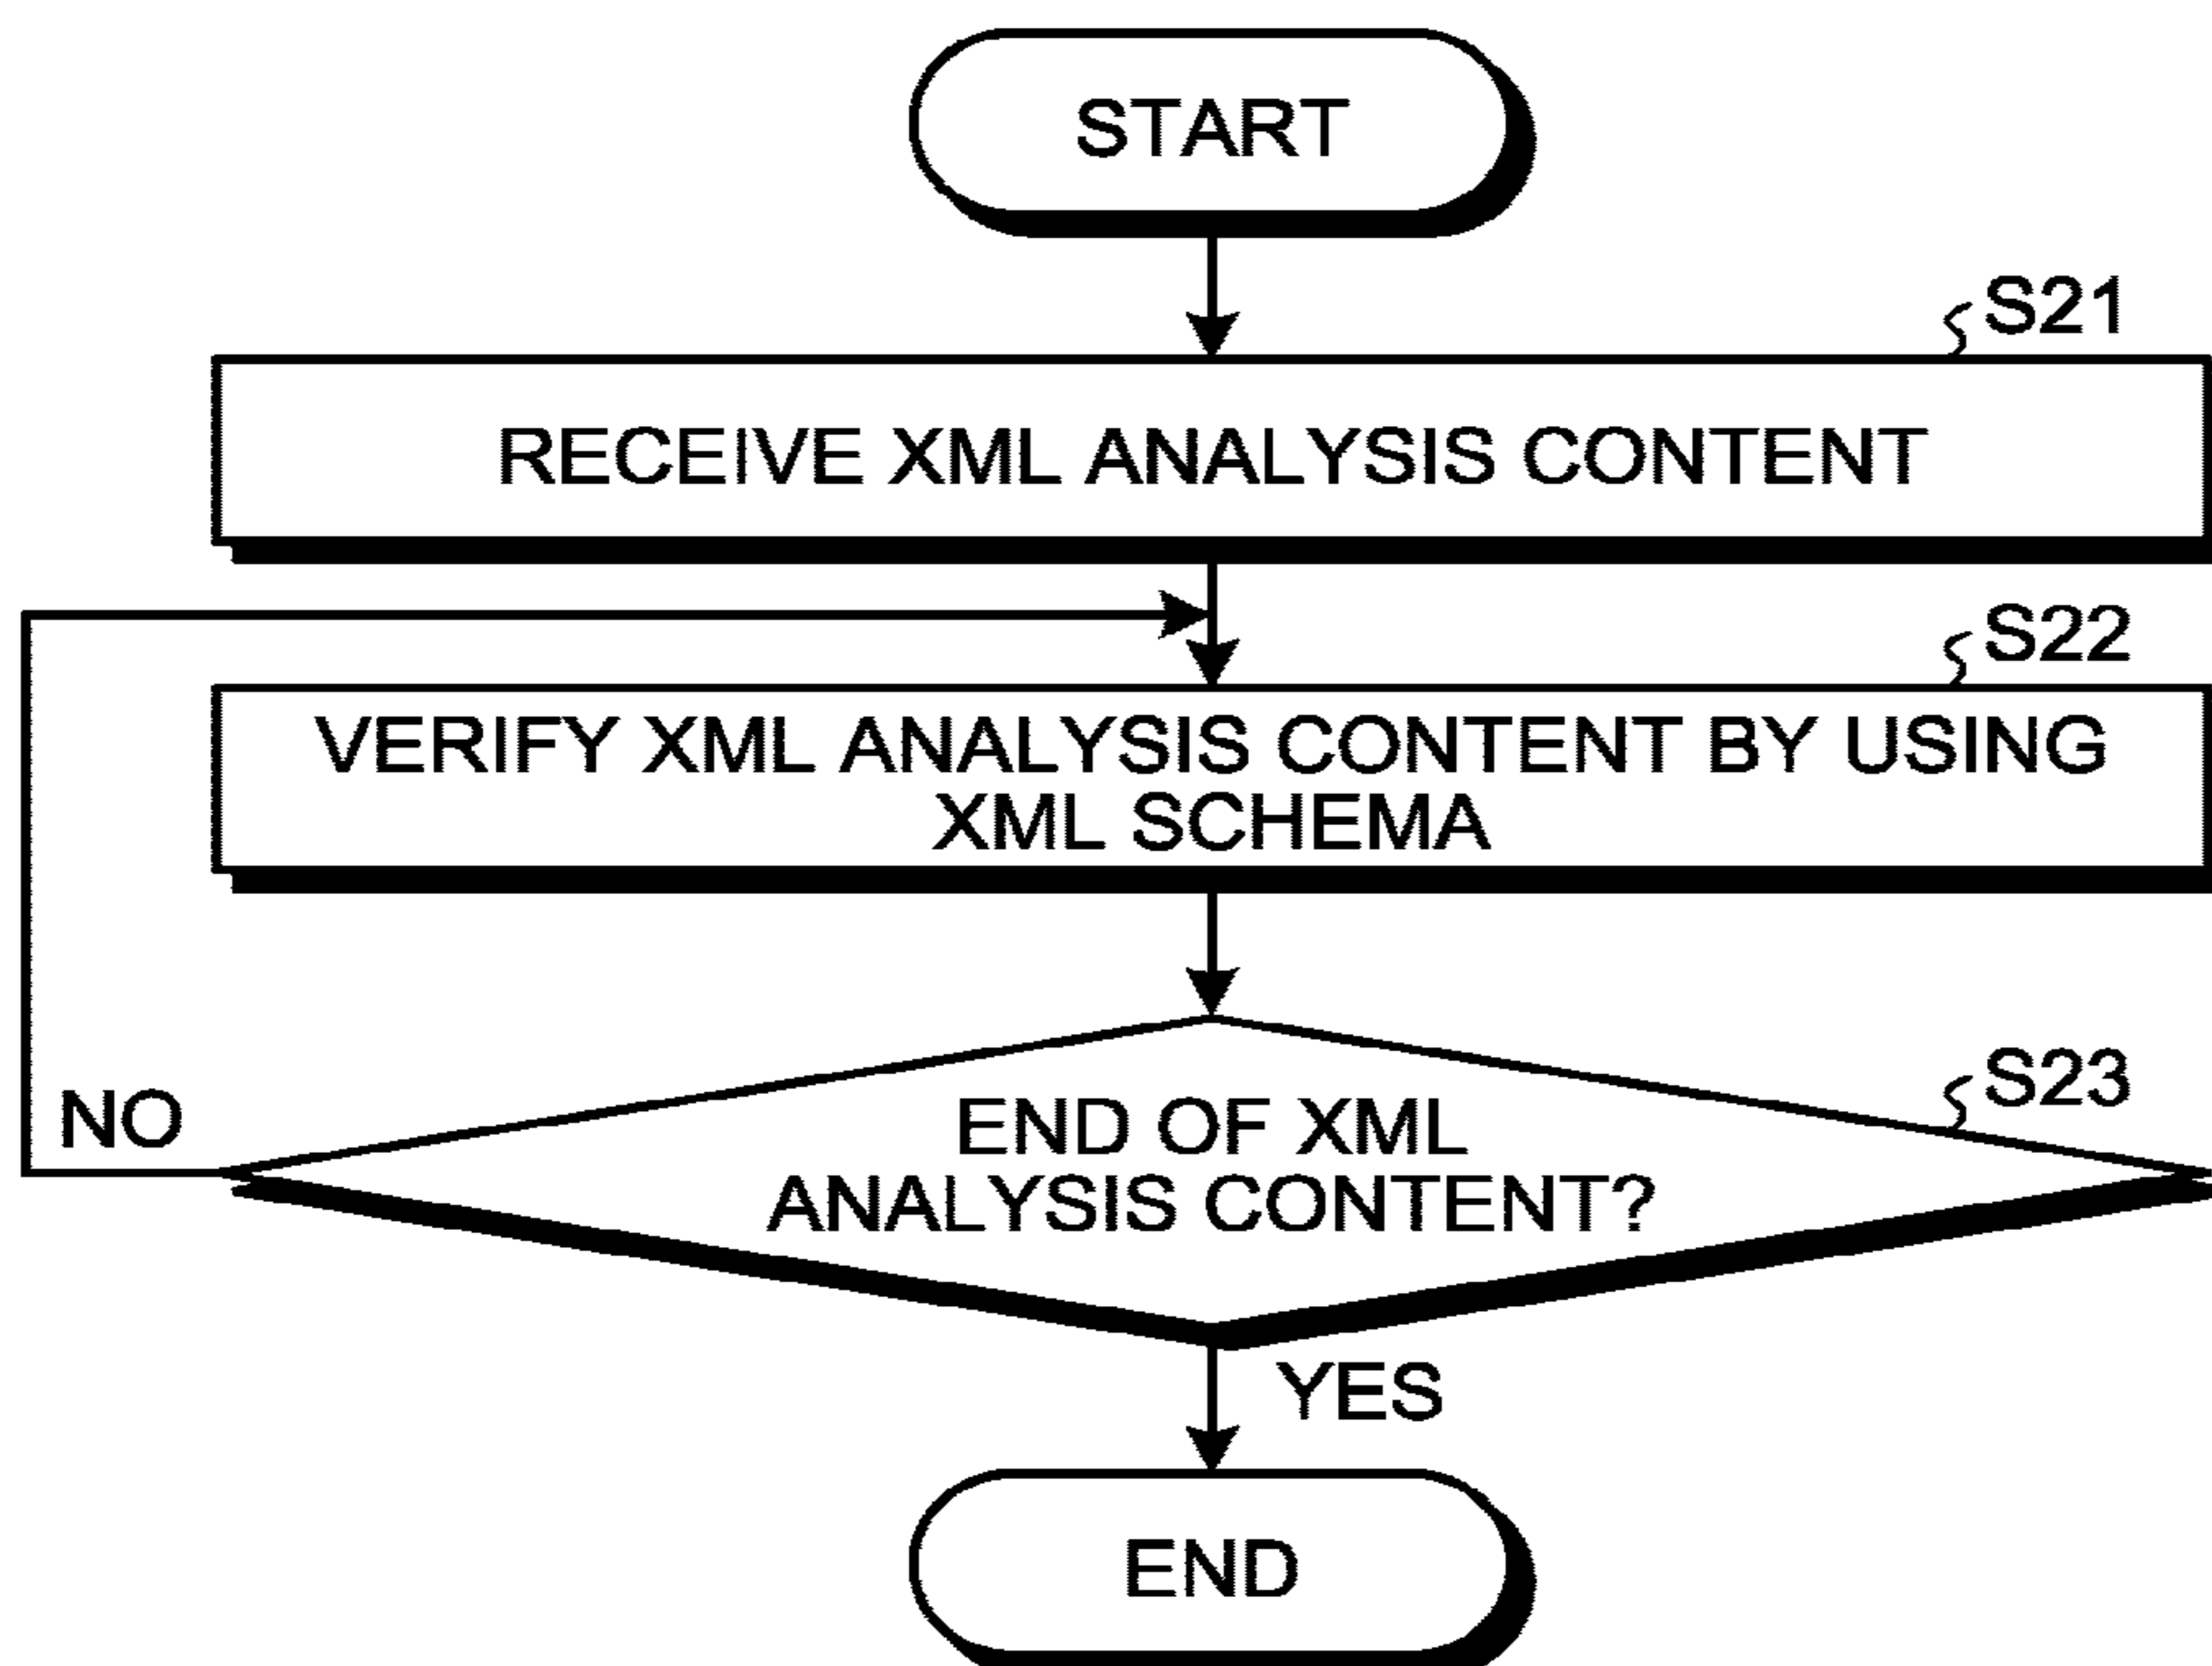 START
S21
RECEIVE XML ANALYSIS CONTENT
S22
VERIFY XML ANALYSIS CONTENT BY USING
XML SCHEMA
S23
NO
END OF XML
ANALYSIS CONTENT?
YES
END